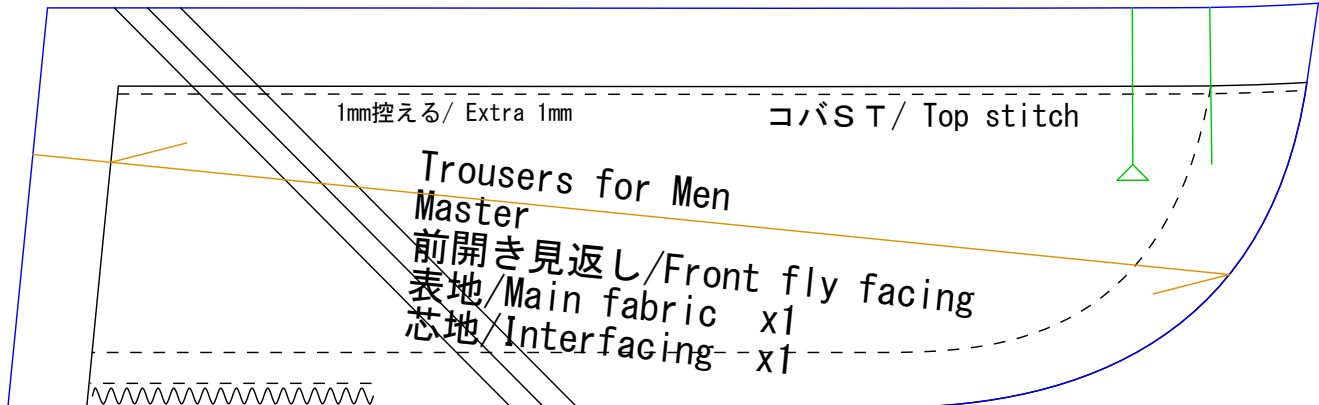 1mm控える/ Extra 1mm
コバＳＴ/ Top stitch
Trousers for Men
Master
前開き見返し/Front fly facing
表地/Main fabric x1
芯地/Interfacing x1